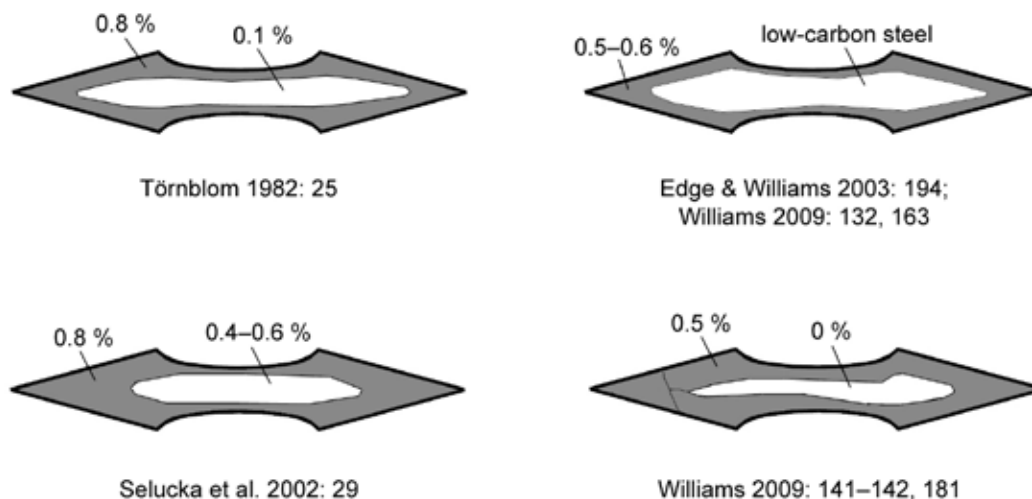 0.8 %
0.1 %
Törnblom 1982: 25
0.5–0.6 %
low-carbon steel
Edge & Williams 2003: 194;
Williams 2009: 132, 163
0.8 %
0.4–0.6 %
Selucka et al. 2002: 29
0.5 %
0 %
Williams 2009: 141–142, 181